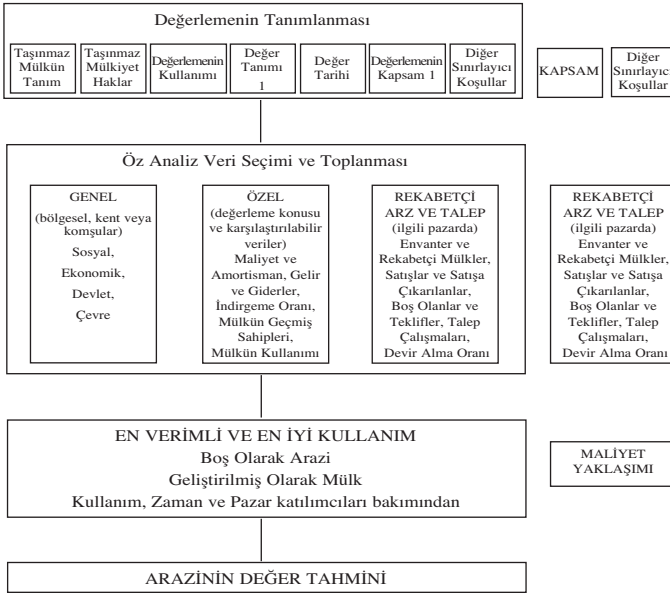 Değerlemenin Tanımlanması
Taşınmaz
Mülkün
Tanım
Taşınmaz
Mülkiyet
Haklar
Değerlemenin
Kullanımı
Değer
Tanımı
1
Değer
Tarihi
Değerlemenin
Kapsam 1
Diğer
Sınırlayıcı
Koşullar
KAPSAM
Diğer
Sınırlayıcı
Koşullar
Öz Analiz Veri Seçimi ve Toplanması
GENEL
(bölgesel, kent veya
komşular)
Sosyal,
Ekonomik,
Devlet,
Çevre
ÖZEL
(değerleme konusu
ve karşılaştırılabilir
veriler)
Maliyet ve
Amortisman, Gelir
ve Giderler,
İndirgeme Oranı,
Mülkün Geçmiş
Sahipleri,
Mülkün Kullanımı
REKABETÇİ
ARZ VE TALEP
(ilgili pazarda)
Envanter ve
Rekabetçi Mülkler,
Satışlar ve Satışa
Çıkarılanlar,
Boş Olanlar ve
Teklifler, Talep
Çalışmaları,
Devir Alma Oranı
REKABETÇİ
ARZ VE TALEP
(ilgili pazarda)
Envanter ve
Rekabetçi Mülkler,
Satışlar ve Satışa
Çıkarılanlar,
Boş Olanlar ve
Teklifler, Talep
Çalışmaları,
Devir Alma Oranı
EN VERİMLİ VE EN İYİ KULLANIM
Boş Olarak Arazi
Geliştirilmiş Olarak Mülk
Kullanım, Zaman ve Pazar katılımcıları bakımından
MALİYET
YAKLAŞIMI
ARAZİNİN DEĞER TAHMİNİ